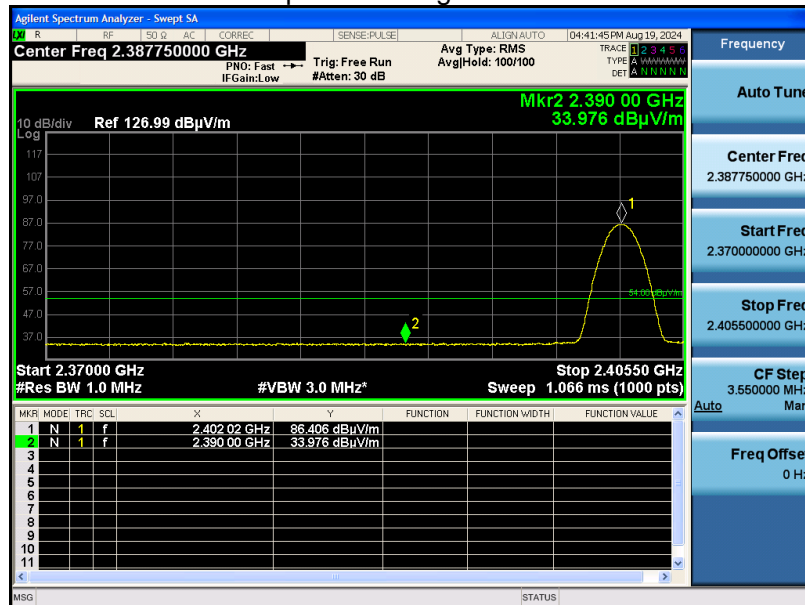 Agilent Spectrum Analyzer - Swept SA
LXI R RF 50 Ω AC CORREC SENSE:PULSE ALIGN AUTO 04:41:45 PM Aug 19, 2024
Center Freq 2.387750000 GHz
PNO: Fast
IFGain:Low
Trig: Free Run
#Atten: 30 dB
Avg Type: RMS
Avg|Hold: 100/100
TRACE 1 2 3 4 5 6
TYPE A WWWWW
DET A N N N N N
Mkr2 2.390 00 GHz
33.976 dBµV/m
10 dB/div Ref 126.99 dBµV/m
Log
117
107
97.0
87.0
77.0
67.0
57.0
47.0
37.0
1
54.00 dBµV/m
2
Start 2.37000 GHz Stop 2.40550 GHz
#Res BW 1.0 MHz #VBW 3.0 MHz* Sweep 1.066 ms (1000 pts)
MKR MODE TRC SCL X Y FUNCTION FUNCTION WIDTH FUNCTION VALUE
1 N 1 f 2.402 02 GHz 86.406 dBµV/m
2 N 1 f 2.390 00 GHz 33.976 dBµV/m
3
4
5
6
7
8
9
10
11
MSG STATUS
Frequency
Auto Tune
Center Freq
2.387750000 GHz
Start Freq
2.370000000 GHz
Stop Freq
2.405500000 GHz
CF Step
3.550000 MHz
Auto Man
Freq Offset
0 Hz